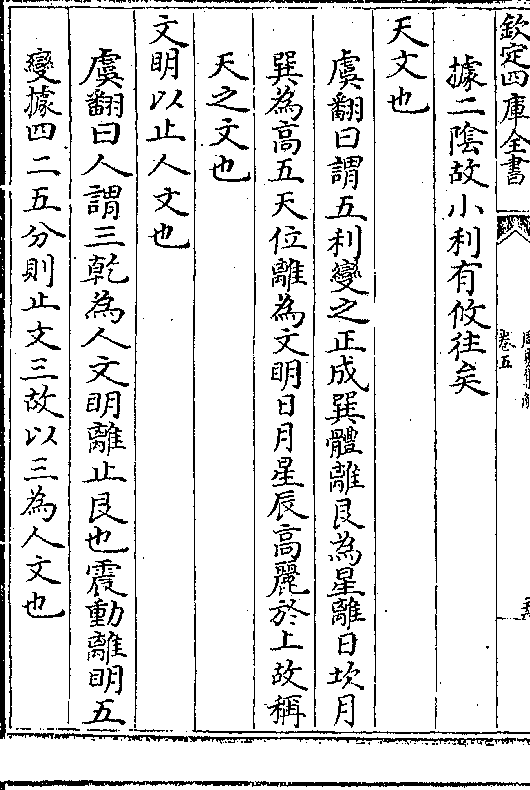 欽定四庫全書
卷五
據二陰故小利有攸往矣
天文也
虞翻曰謂五利變之正成巽體離艮為星離日坎月
巽為高五天位離為文明日月星辰高麗於上故稱
天之文也
文明以止人文也
虞翻曰人謂三乾為人文明離止艮也震動離明五
變據四二五分則止文三故以三為人文也